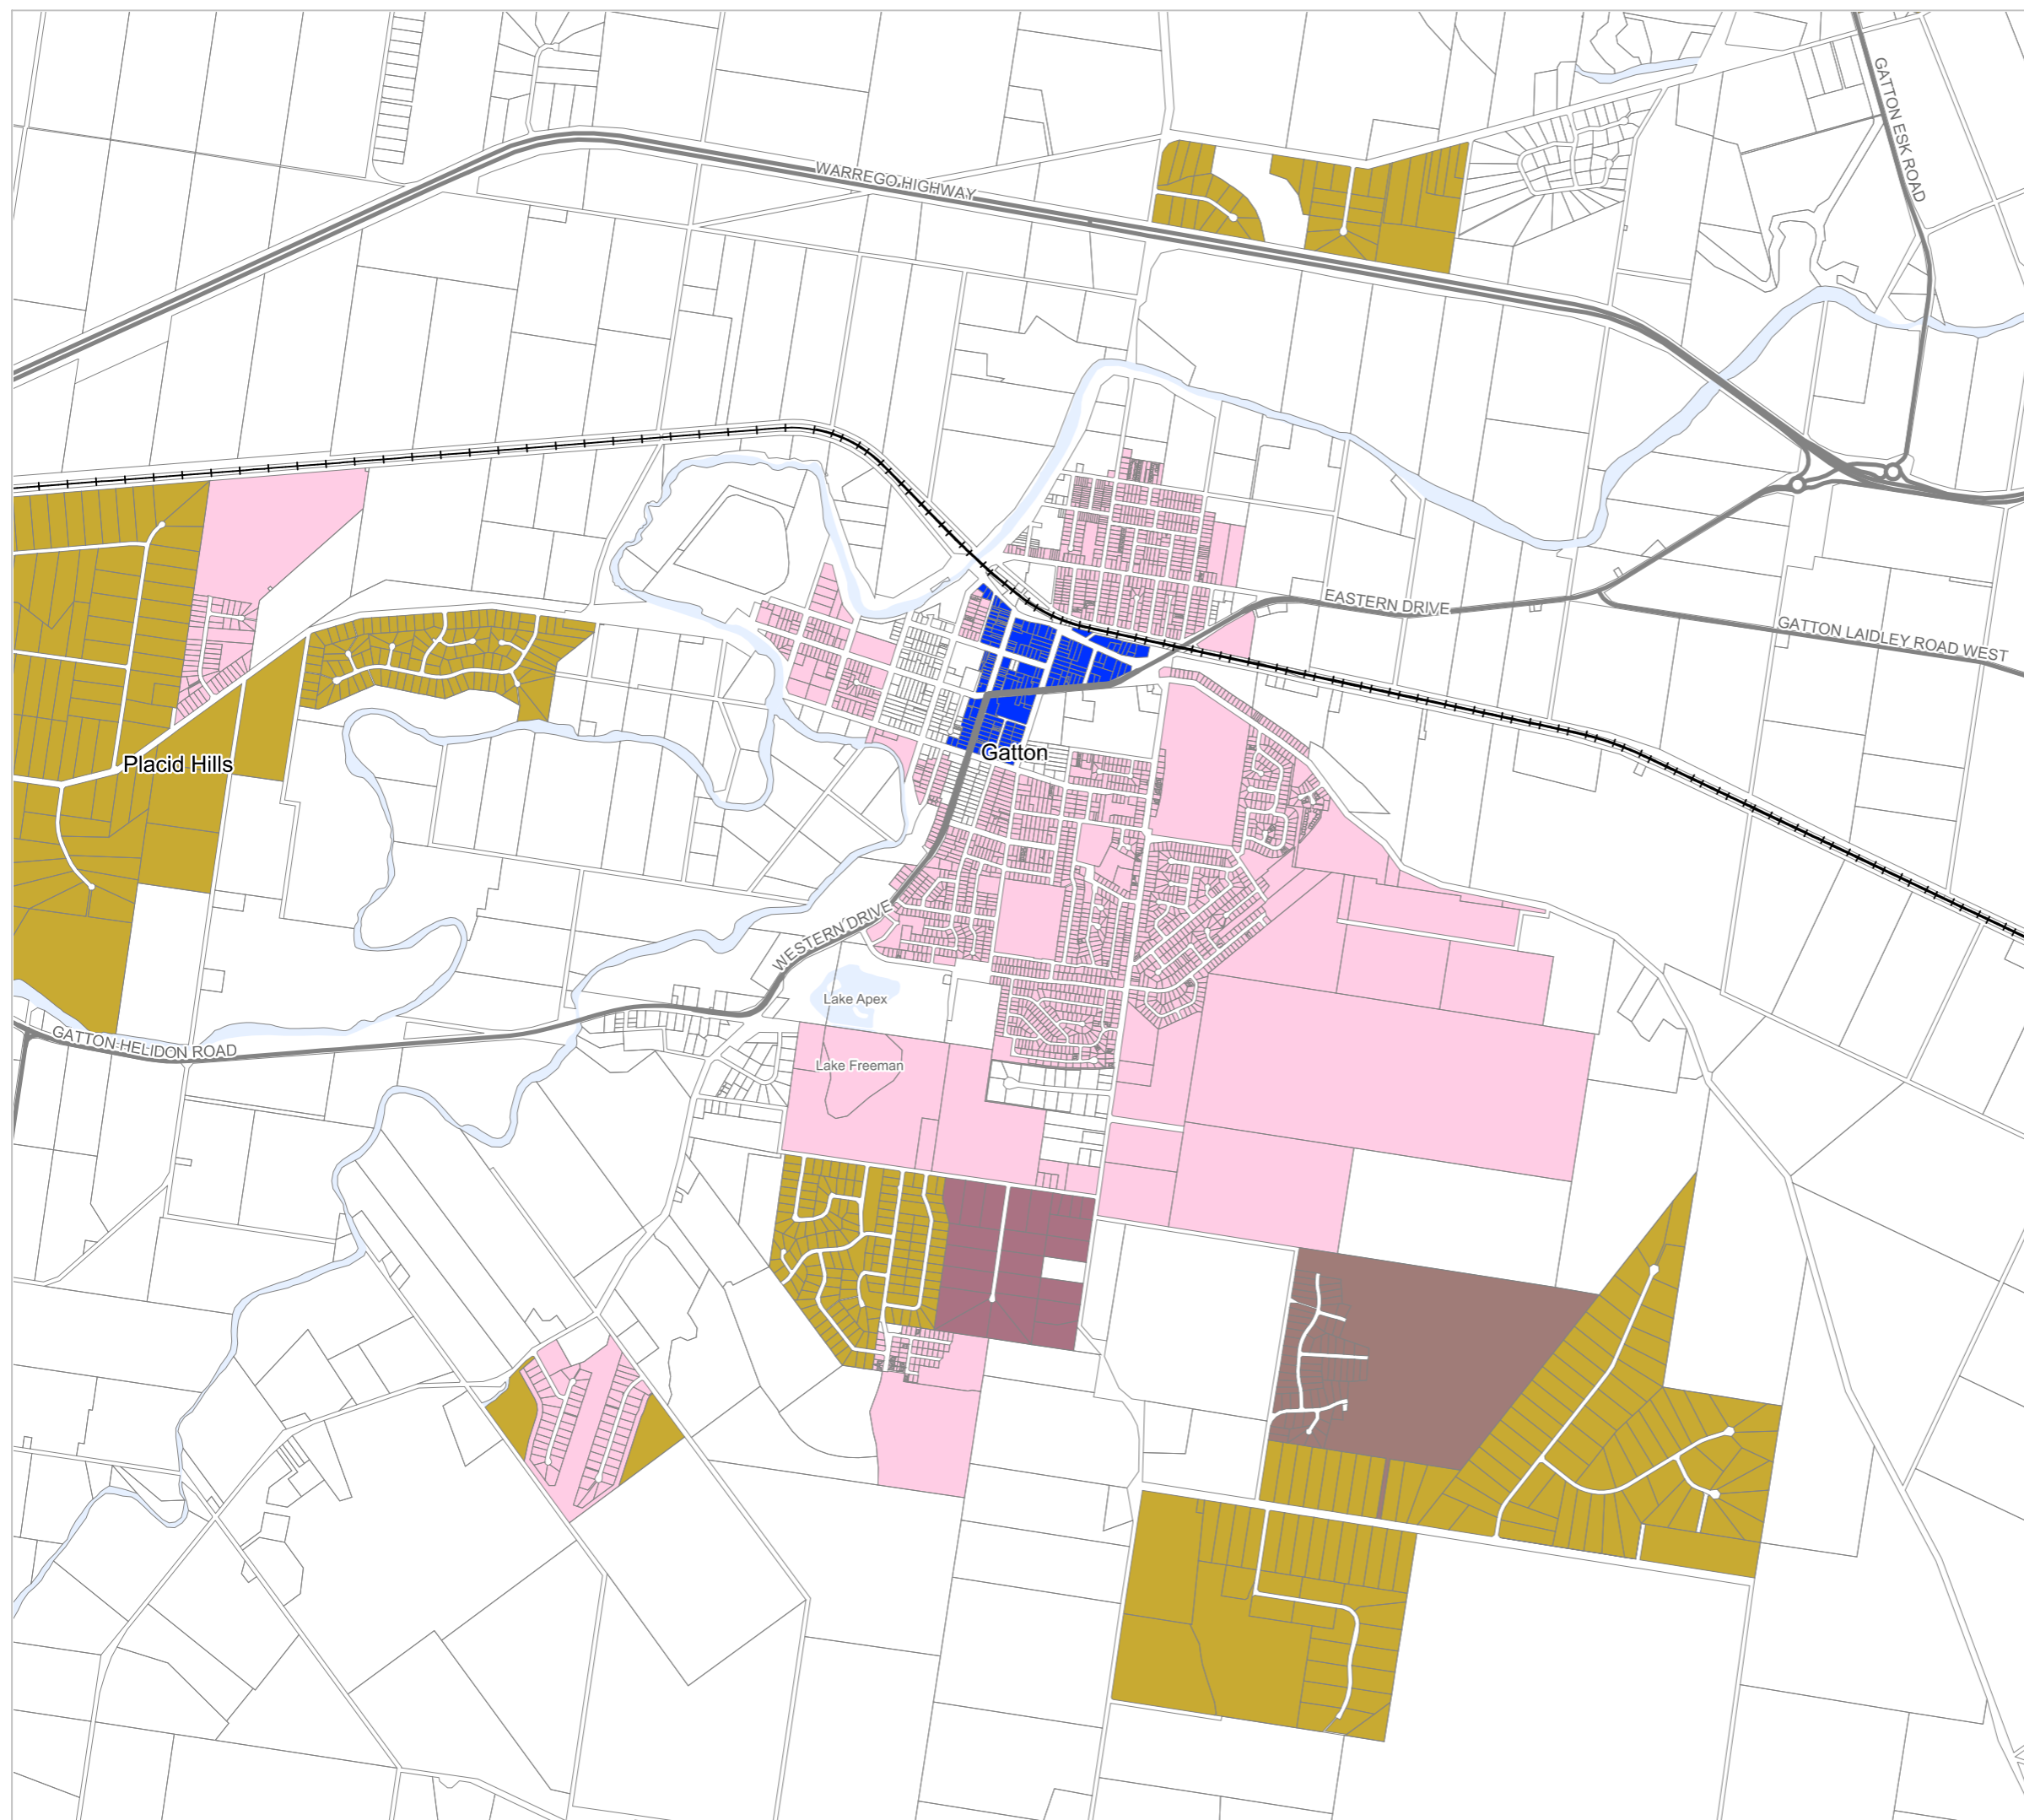 GATTON ESK ROAD
WARREGO HIGHWAY
EASTERN DRIVE
GATTON LAIDLEY ROAD WEST
Gatton
Placid Hills
WESTERN DRIVE
Lake Apex
GATTON HELIDON ROAD
Lake Freeman